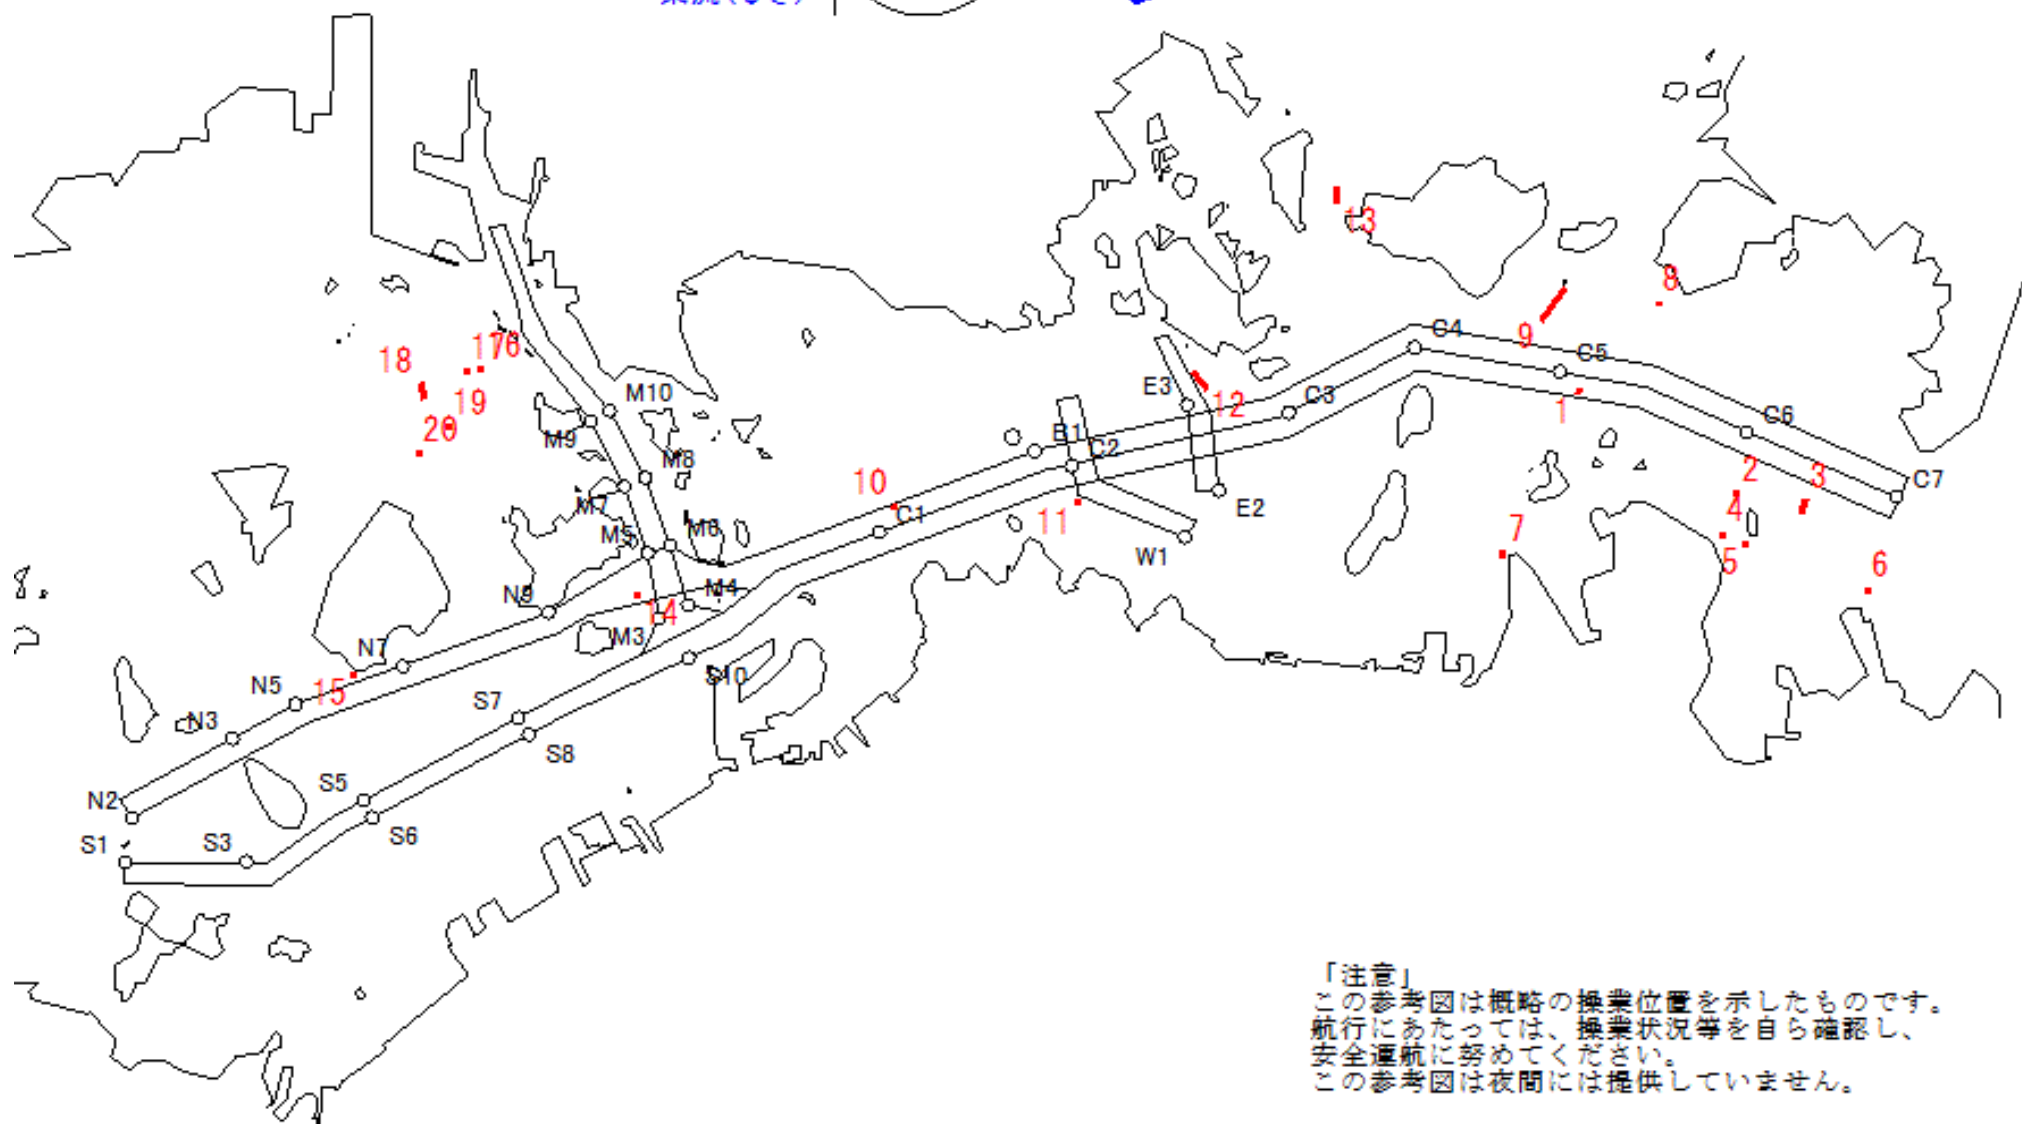 13
8
C4
9
C5
18
17
16
E3
12
C3
1
M10
19
C6
20
M9
B1
C2
M8
2
3
C7
10
M7
11
E2
4
C1
M5
M6
7
W1
5
6
N9
M4
14
M3
N7
15
N5
S10
S7
N3
S8
N2
S5
S6
S1
S3
「注意」
この参考図は概略の操業位置を示したものです。
航行にあたっては、操業状況等を自ら確認し、
安全運航に努めてください。
この参考図は夜間には提供していません。